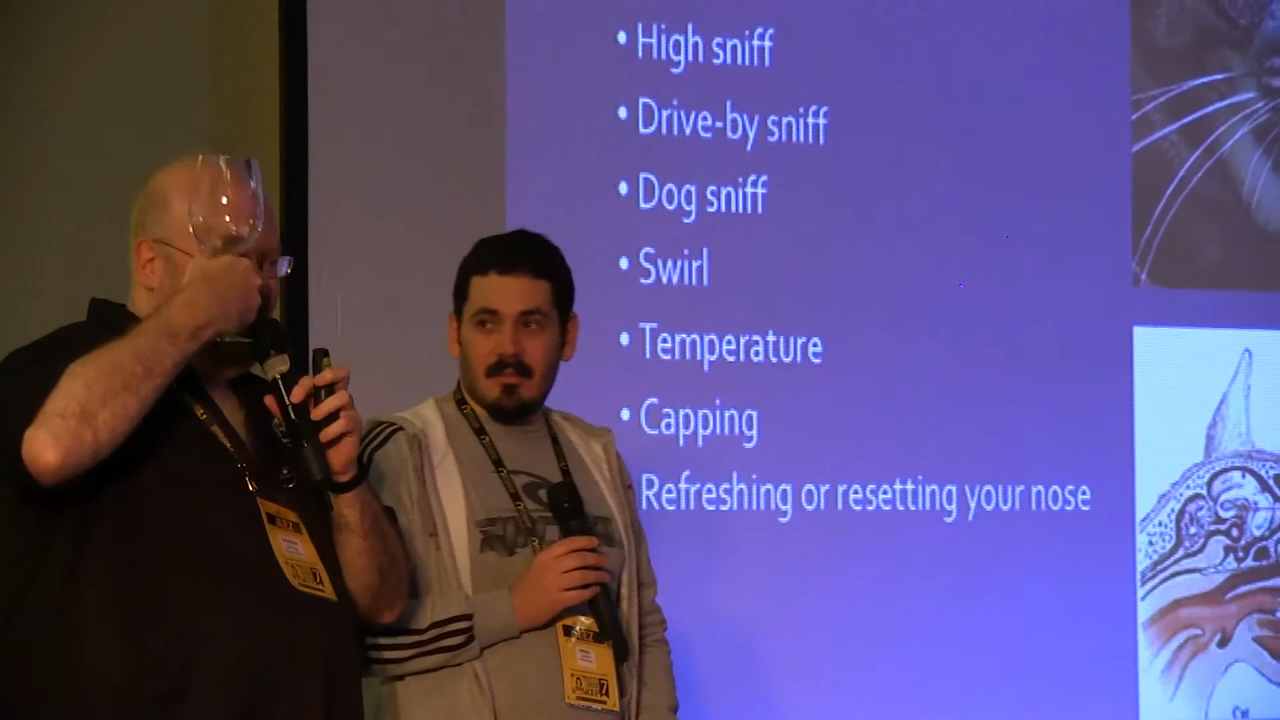 • High sniff
• Drive-by sniff
• Dog sniff
• Swirl
• Temperature
• Capping
Refreshing or resetting your nose